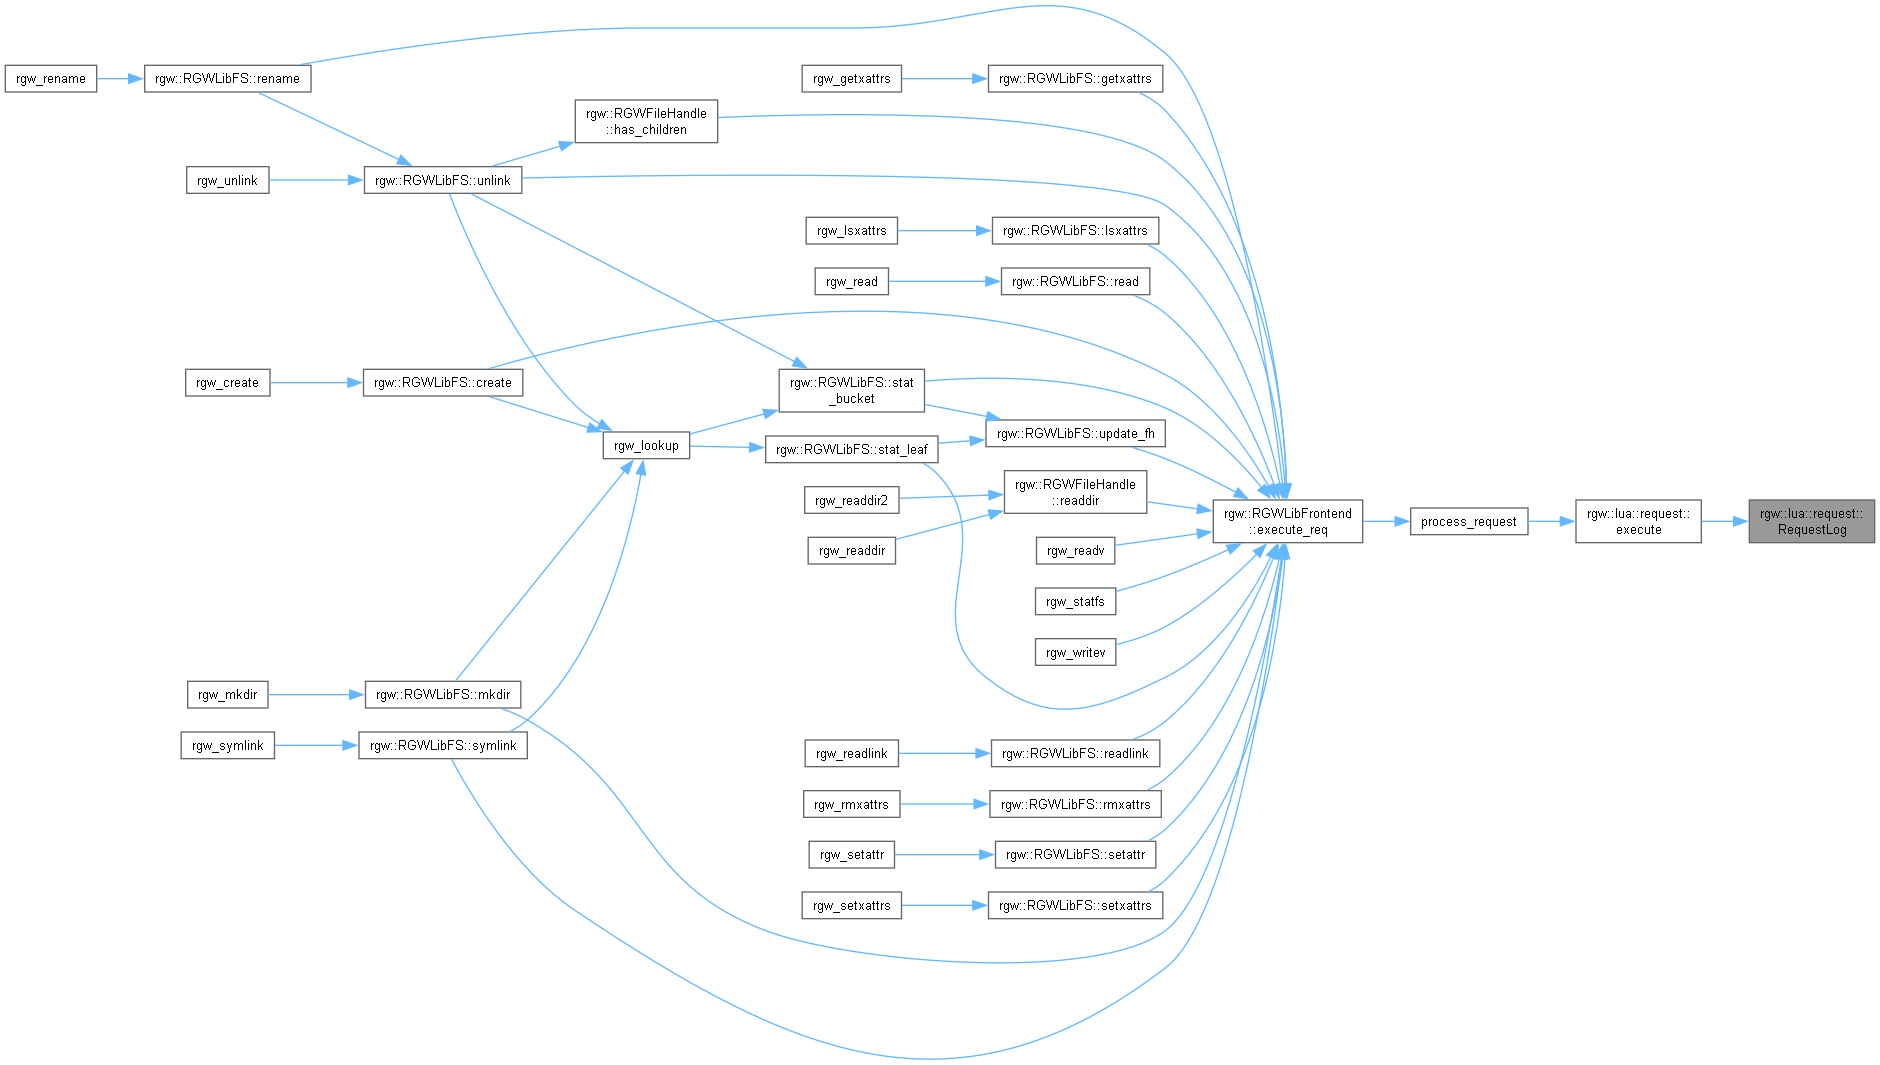 rgw_rename
rgw::RGWLibFS::rename
rgw_getxattrs
rgw::RGWLibFS::getxattrs
rgw::RGWFileHandle
::has_children
rgw_unlink
rgw::RGWLibFS::unlink
rgw_lsxattrs
rgw::RGWLibFS::lsxattrs
rgw_read
rgw::RGWLibFS::read
rgw_create
rgw::RGWLibFS::create
rgw::RGWLibFS::stat
_bucket
rgw_lookup
rgw::RGWLibFS::stat_leaf
rgw::RGWLibFS::update_fh
rgw_readdir2
rgw::RGWFileHandle
::readdir
rgw_readdir
rgw_readv
rgw::RGWLibFrontend
::execute_req
process_request
rgw::lua::request::
execute
rgw::lua::request::
RequestLog
rgw_statfs
rgw_writev
rgw_mkdir
rgw::RGWLibFS::mkdir
rgw_symlink
rgw::RGWLibFS::symlink
rgw_readlink
rgw::RGWLibFS::readlink
rgw_rmxattrs
rgw::RGWLibFS::rmxattrs
rgw_setattr
rgw::RGWLibFS::setattr
rgw_setxattrs
rgw::RGWLibFS::setxattrs